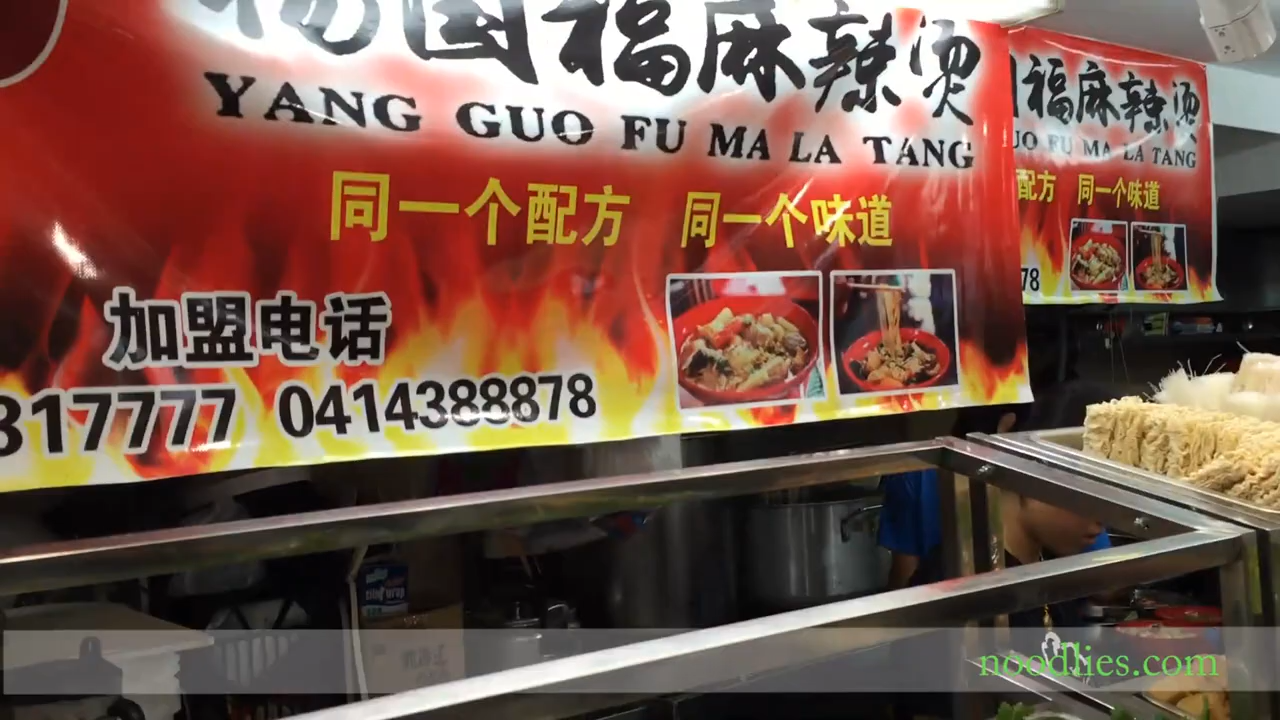 杨国福麻辣烫
YANG GUO FU MA LA TANG
同一个配方 同一个味道
加盟电话
317777 0414388878
福麻辣烫
UO FU MA LA TANG
配方 同一个味道
78
noodlies.com